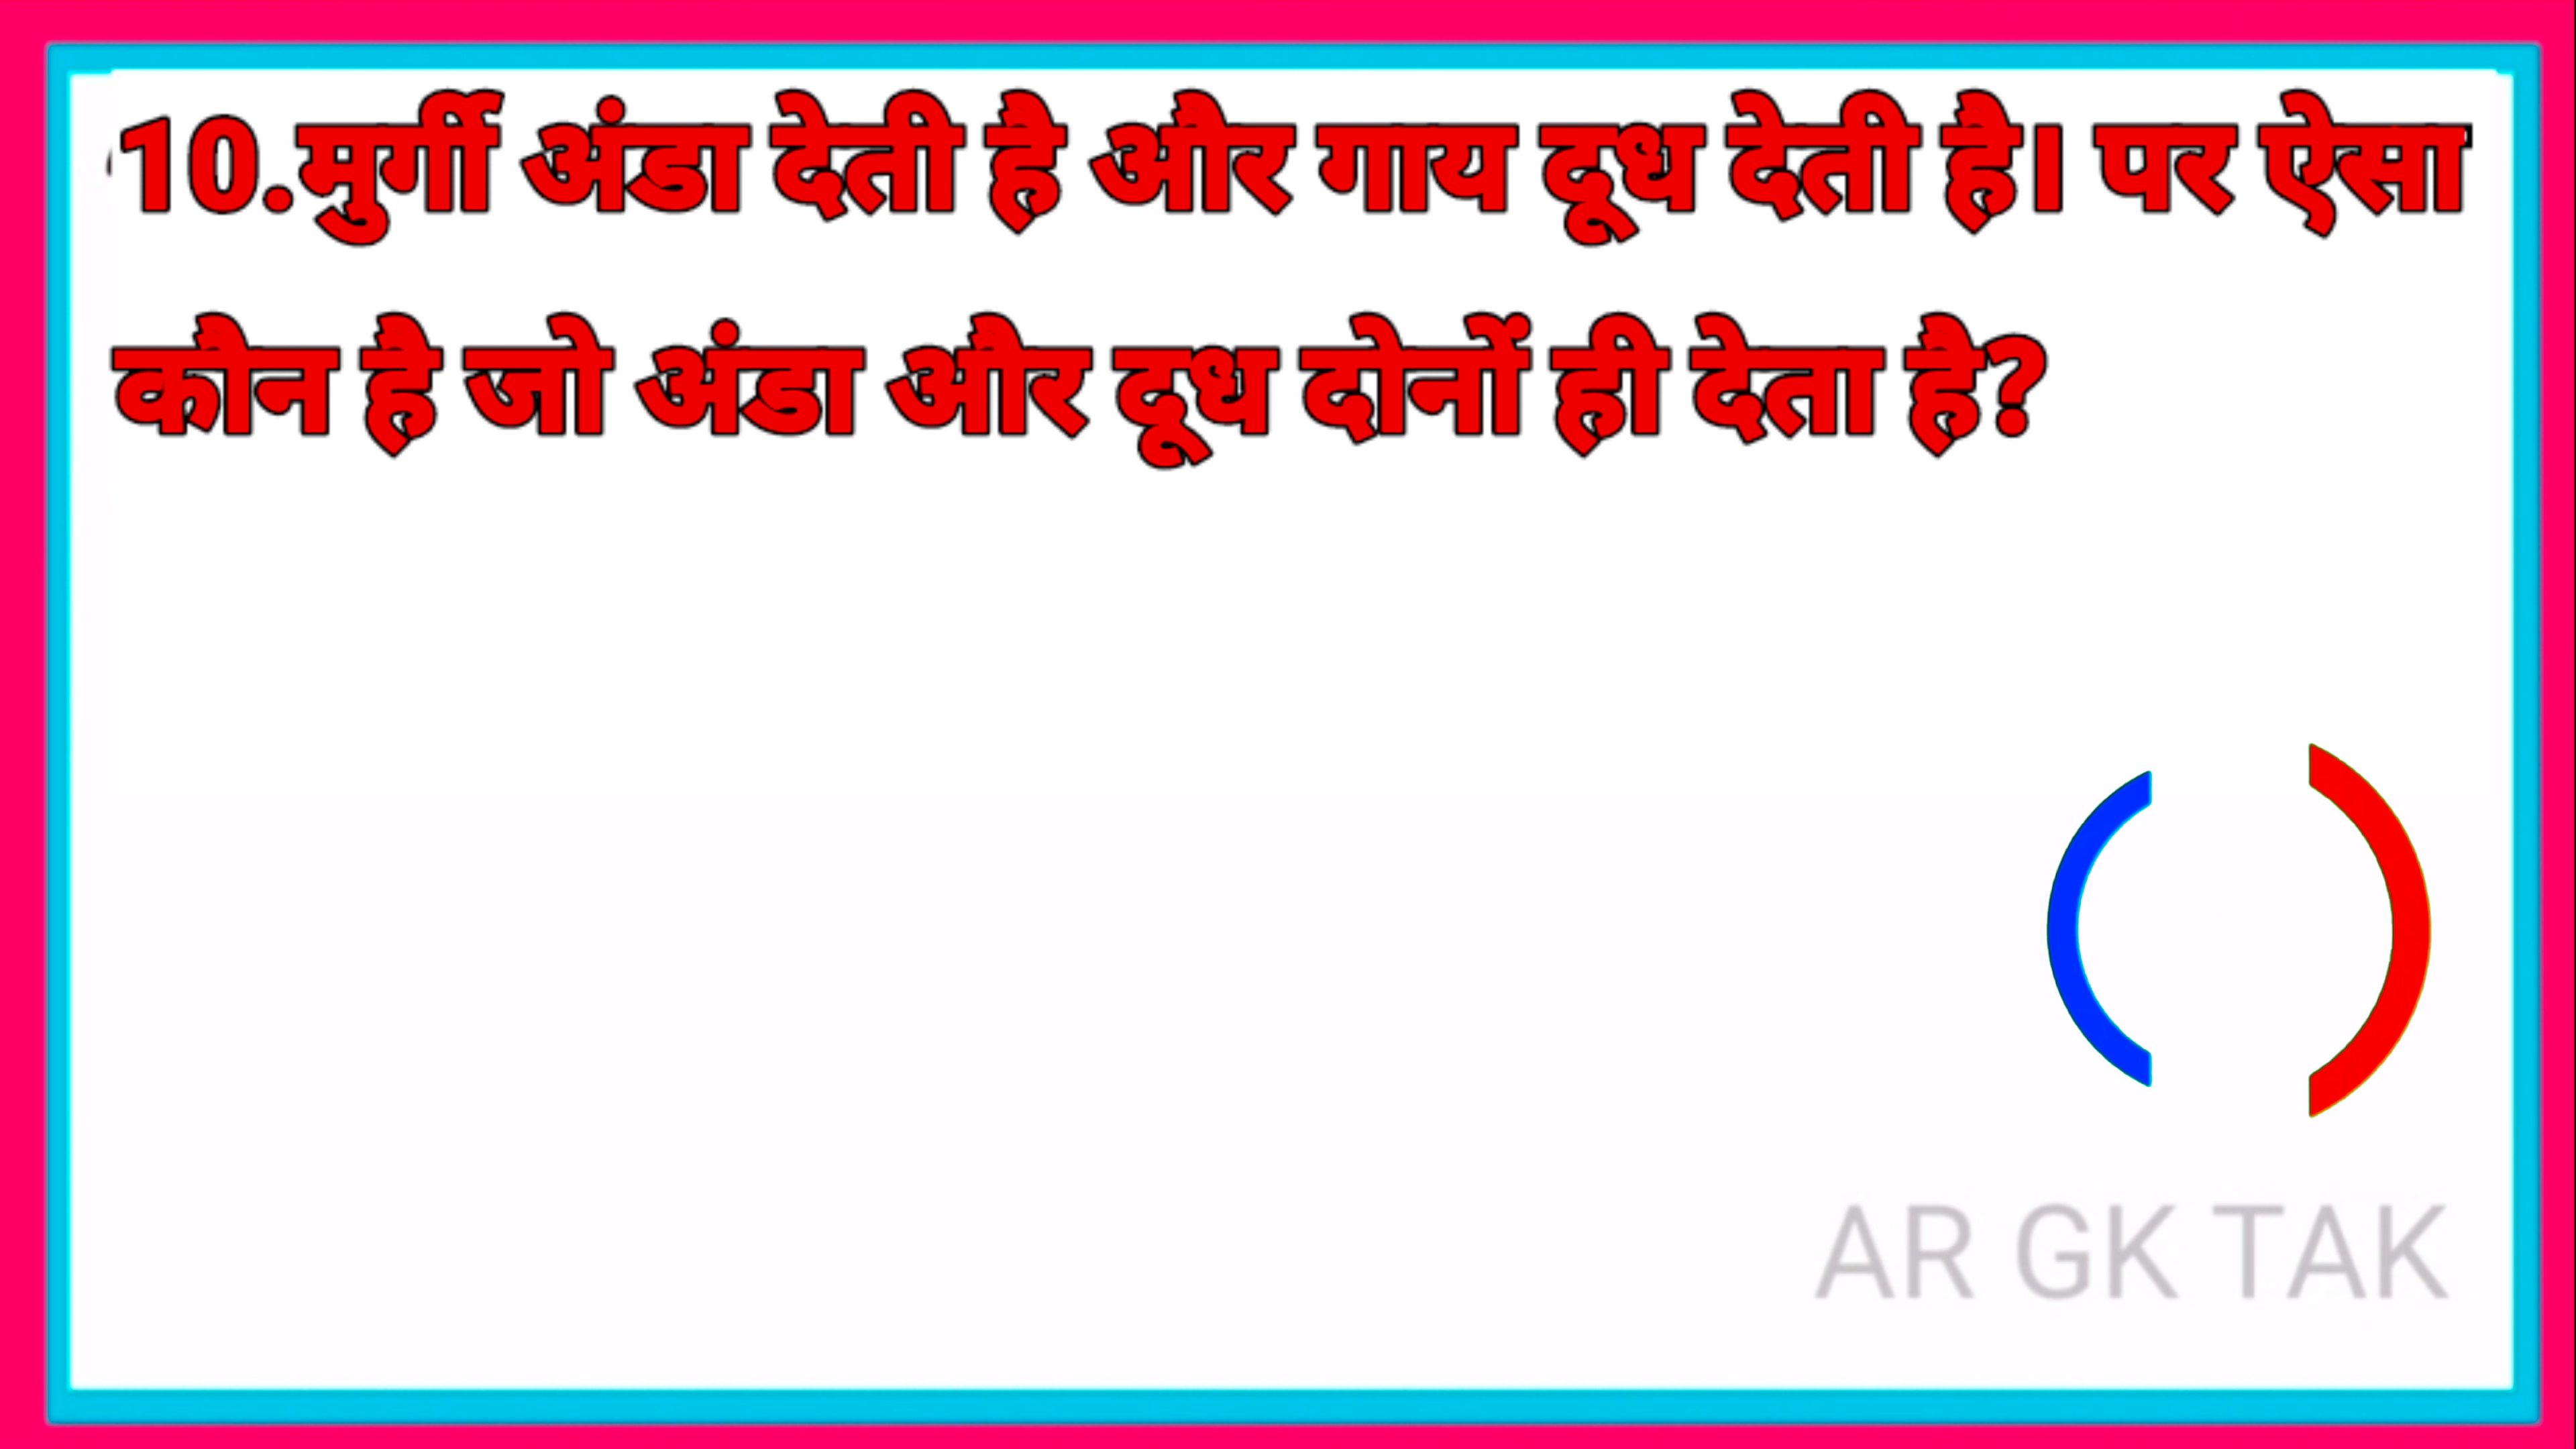 10.मुर्गी अंडा देती है और गाय दूध देती है। पर ऐसा
कौन है जो अंडा और दूध दोनों ही देता है?
AR GK TAK